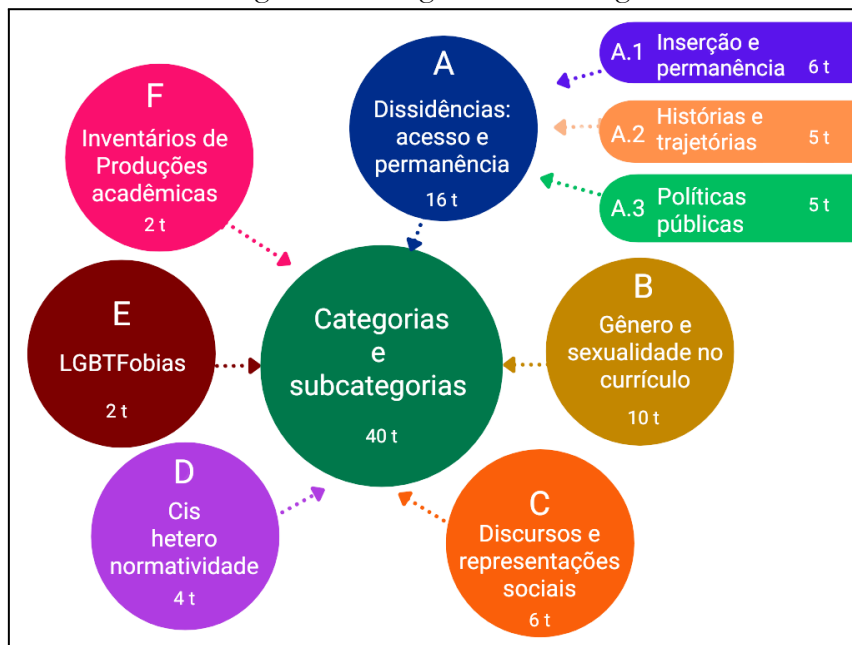 A
Dissidências:
acesso e
permanência
16 t
A.1 Inserção e
permanência 6 t
A.2 Histórias e
trajetórias 5 t
A.3 Políticas
públicas 5 t
B
Gênero e
sexualidade no
currículo
10 t
C
Discursos e
representações
sociais
6 t
D
Cis
hetero
normatividade
4 t
E
LGBTFobias
2 t
F
Inventários de
Produções
acadêmicas
2 t
Categorias
e
subcategorias
40 t